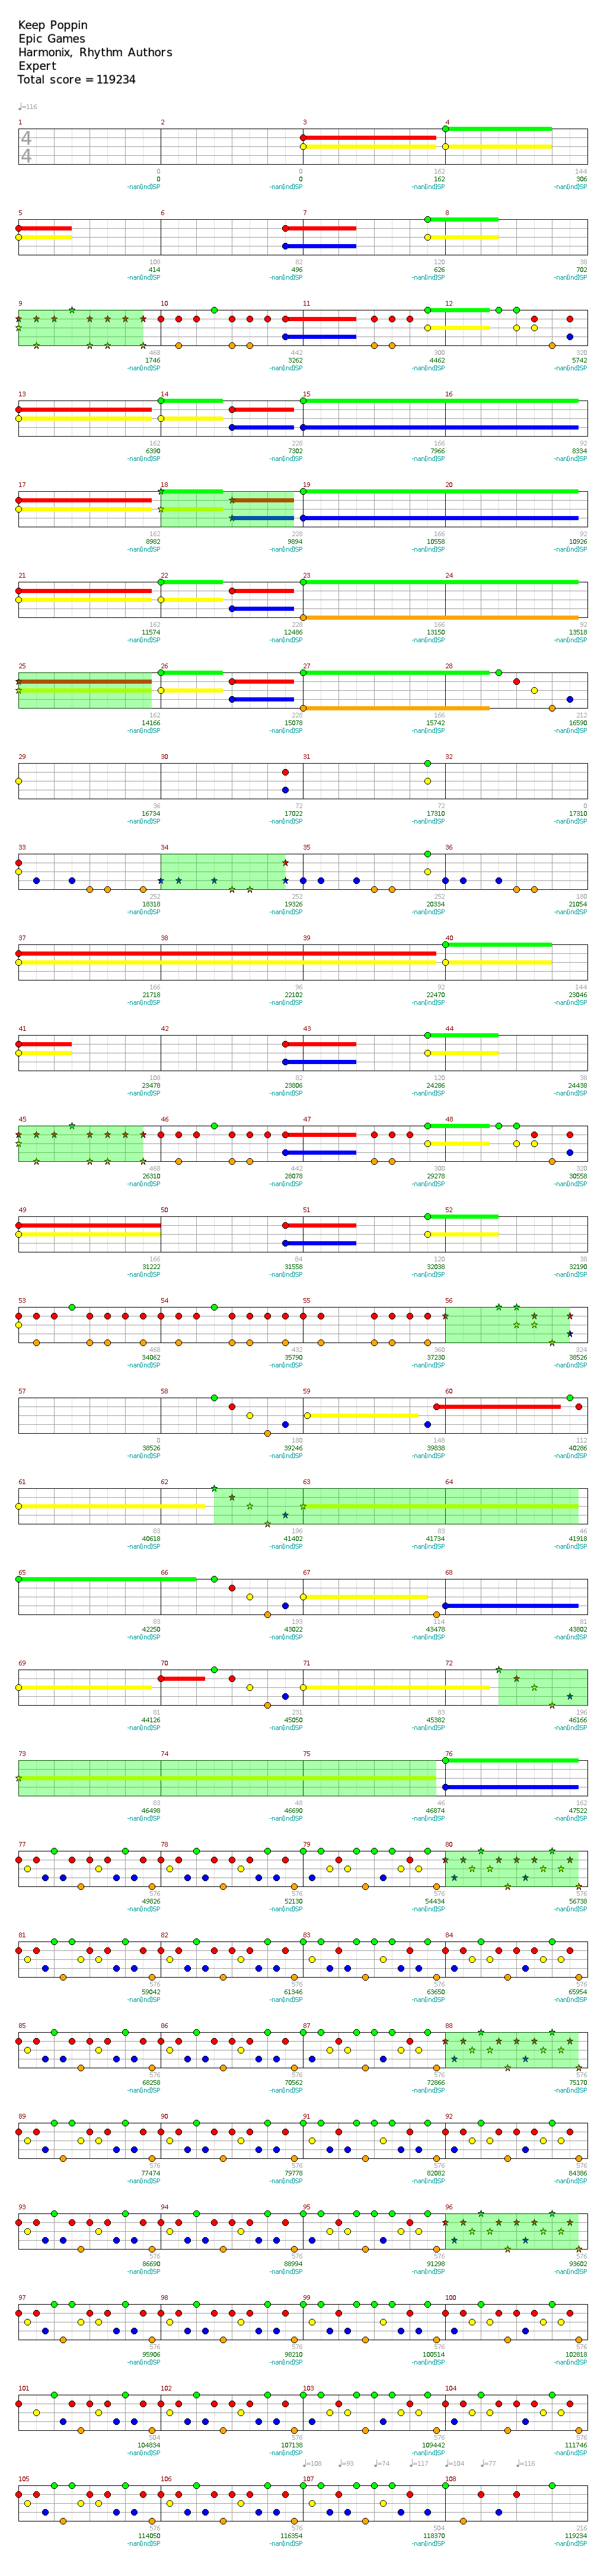 Keep Poppin
Epic Games
Harmonix, Rhythm Authors
Expert
Total score = 119234
♩=116
1 2 3 4
4
4
0 0 162 144
0 0 162 306
-nan(ind)SP -nan(ind)SP -nan(ind)SP -nan(ind)SP
5 6 7 8
108 82 120 38
414 496 626 702
-nan(ind)SP -nan(ind)SP -nan(ind)SP -nan(ind)SP
9 10 11 12
468 442 300 320
1746 3262 4462 5742
-nan(ind)SP -nan(ind)SP -nan(ind)SP -nan(ind)SP
13 14 15 16
162 228 166 92
6390 7302 7966 8334
-nan(ind)SP -nan(ind)SP -nan(ind)SP -nan(ind)SP
17 18 19 20
162 228 166 92
8982 9894 10558 10926
-nan(ind)SP -nan(ind)SP -nan(ind)SP -nan(ind)SP
21 22 23 24
162 228 166 92
11574 12486 13150 13518
-nan(ind)SP -nan(ind)SP -nan(ind)SP -nan(ind)SP
25 26 27 28
162 228 166 212
14166 15078 15742 16590
-nan(ind)SP -nan(ind)SP -nan(ind)SP -nan(ind)SP
29 30 31 32
36 72 72 0
16734 17022 17310 17310
-nan(ind)SP -nan(ind)SP -nan(ind)SP -nan(ind)SP
33 34 35 36
252 252 252 180
18318 19326 20334 21054
-nan(ind)SP -nan(ind)SP -nan(ind)SP -nan(ind)SP
37 38 39 40
166 96 92 144
21718 22102 22470 23046
-nan(ind)SP -nan(ind)SP -nan(ind)SP -nan(ind)SP
41 42 43 44
108 82 120 38
23478 23806 24286 24438
-nan(ind)SP -nan(ind)SP -nan(ind)SP -nan(ind)SP
45 46 47 48
468 442 300 320
26310 28078 29278 30558
-nan(ind)SP -nan(ind)SP -nan(ind)SP -nan(ind)SP
49 50 51 52
166 84 120 38
31222 31558 32038 32190
-nan(ind)SP -nan(ind)SP -nan(ind)SP -nan(ind)SP
53 54 55 56
468 432 360 324
34062 35790 37230 38526
-nan(ind)SP -nan(ind)SP -nan(ind)SP -nan(ind)SP
57 58 59 60
0 180 148 112
38526 39246 39838 40286
-nan(ind)SP -nan(ind)SP -nan(ind)SP -nan(ind)SP
61 62 63 64
83 196 83 46
40618 41402 41734 41918
-nan(ind)SP -nan(ind)SP -nan(ind)SP -nan(ind)SP
65 66 67 68
83 193 114 81
42250 43022 43478 43802
-nan(ind)SP -nan(ind)SP -nan(ind)SP -nan(ind)SP
69 70 71 72
81 231 83 196
44126 45050 45382 46166
-nan(ind)SP -nan(ind)SP -nan(ind)SP -nan(ind)SP
73 74 75 76
83 48 46 162
46498 46690 46874 47522
-nan(ind)SP -nan(ind)SP -nan(ind)SP -nan(ind)SP
77 78 79 80
576 576 576 576
49826 52130 54434 56738
-nan(ind)SP -nan(ind)SP -nan(ind)SP -nan(ind)SP
81 82 83 84
576 576 576 576
59042 61346 63650 65954
-nan(ind)SP -nan(ind)SP -nan(ind)SP -nan(ind)SP
85 86 87 88
576 576 576 576
68258 70562 72866 75170
-nan(ind)SP -nan(ind)SP -nan(ind)SP -nan(ind)SP
89 90 91 92
576 576 576 576
77474 79778 82082 84386
-nan(ind)SP -nan(ind)SP -nan(ind)SP -nan(ind)SP
93 94 95 96
576 576 576 576
86690 88994 91298 93602
-nan(ind)SP -nan(ind)SP -nan(ind)SP -nan(ind)SP
97 98 99 100
576 576 576 576
95906 98210 100514 102818
-nan(ind)SP -nan(ind)SP -nan(ind)SP -nan(ind)SP
101 102 103 104
504 576 576 576
104834 107138 109442 111746
-nan(ind)SP -nan(ind)SP -nan(ind)SP -nan(ind)SP
♩=108 ♩=93 ♩=74 ♩=117 ♩=104 ♩=77 ♩=116
105 106 107 108
576 576 504 216
114050 116354 118370 119234
-nan(ind)SP -nan(ind)SP -nan(ind)SP -nan(ind)SP